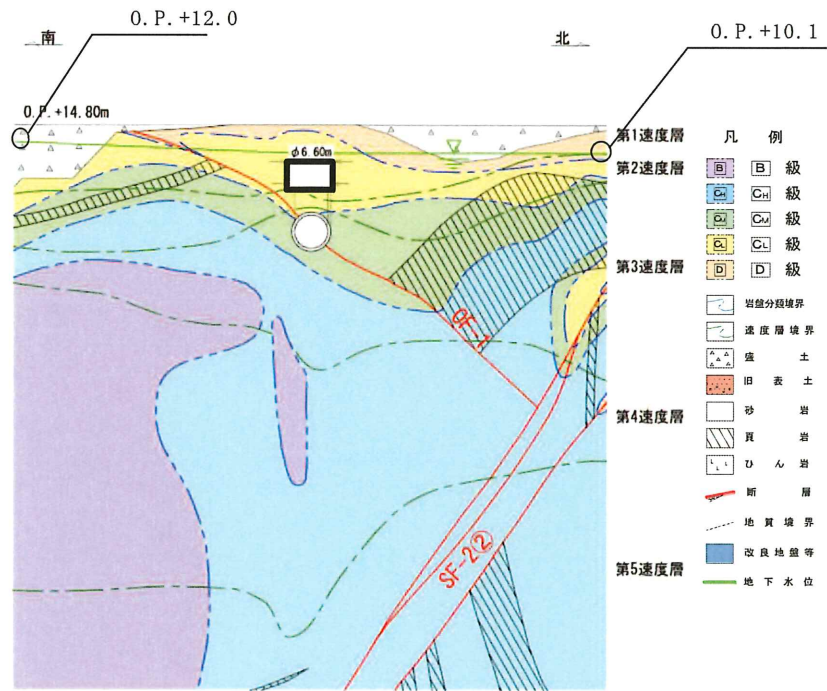 O.P.+12.0
南
北
O.P.+10.1
O.P.+14.80m
φ6.60m
第1速度層
第2速度層
第3速度層
第4速度層
第5速度層
OF-1
SF-2②
凡 例
B B 級
CH CH 級
CM CM 級
CL CL 級
D D 級
岩盤分類境界
速度層境界
盛 土
旧 表 土
砂 岩
頁 岩
ひ ん 岩
断 層
地 質 境 界
改 良 地 盤 等
地 下 水 位